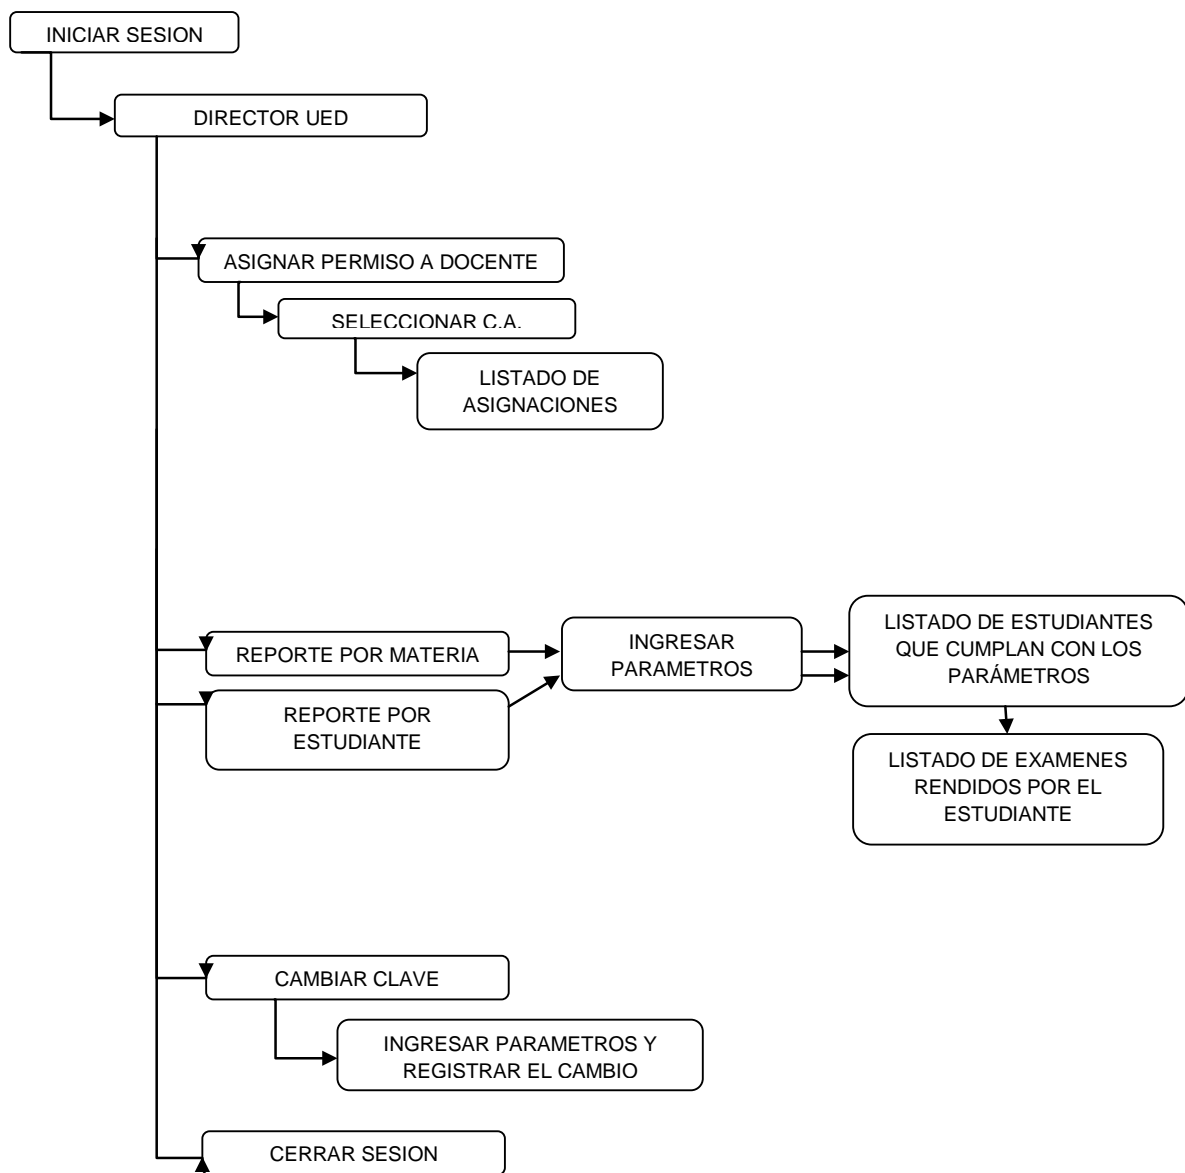 INICIAR SESION
DIRECTOR UED
ASIGNAR PERMISO A DOCENTE
SELECCIONAR C.A.
LISTADO DE
ASIGNACIONES
REPORTE POR MATERIA
INGRESAR
PARAMETROS
LISTADO DE ESTUDIANTES
QUE CUMPLAN CON LOS
PARÁMETROS
REPORTE POR
ESTUDIANTE
LISTADO DE EXAMENES
RENDIDOS POR EL
ESTUDIANTE
CAMBIAR CLAVE
INGRESAR PARAMETROS Y
REGISTRAR EL CAMBIO
CERRAR SESION